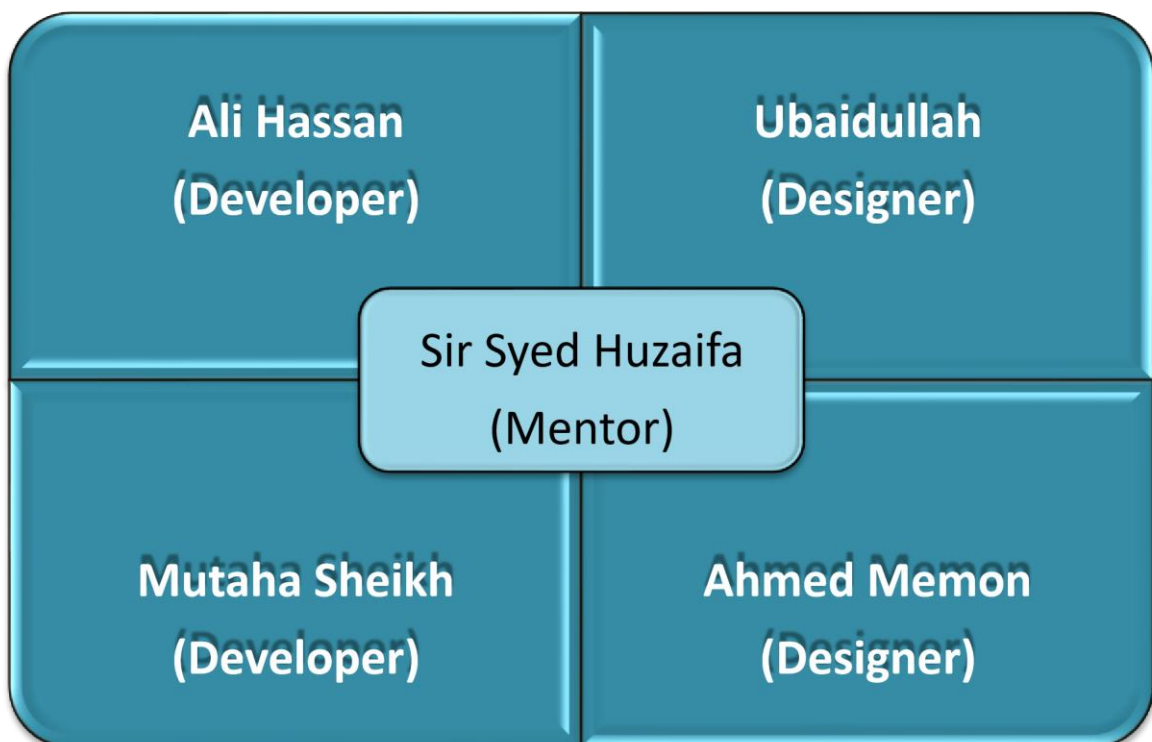 Ali Hassan
(Developer)
Ubaidullah
(Designer)
Sir Syed Huzaifa
(Mentor)
Mutaha Sheikh
(Developer)
Ahmed Memon
(Designer)